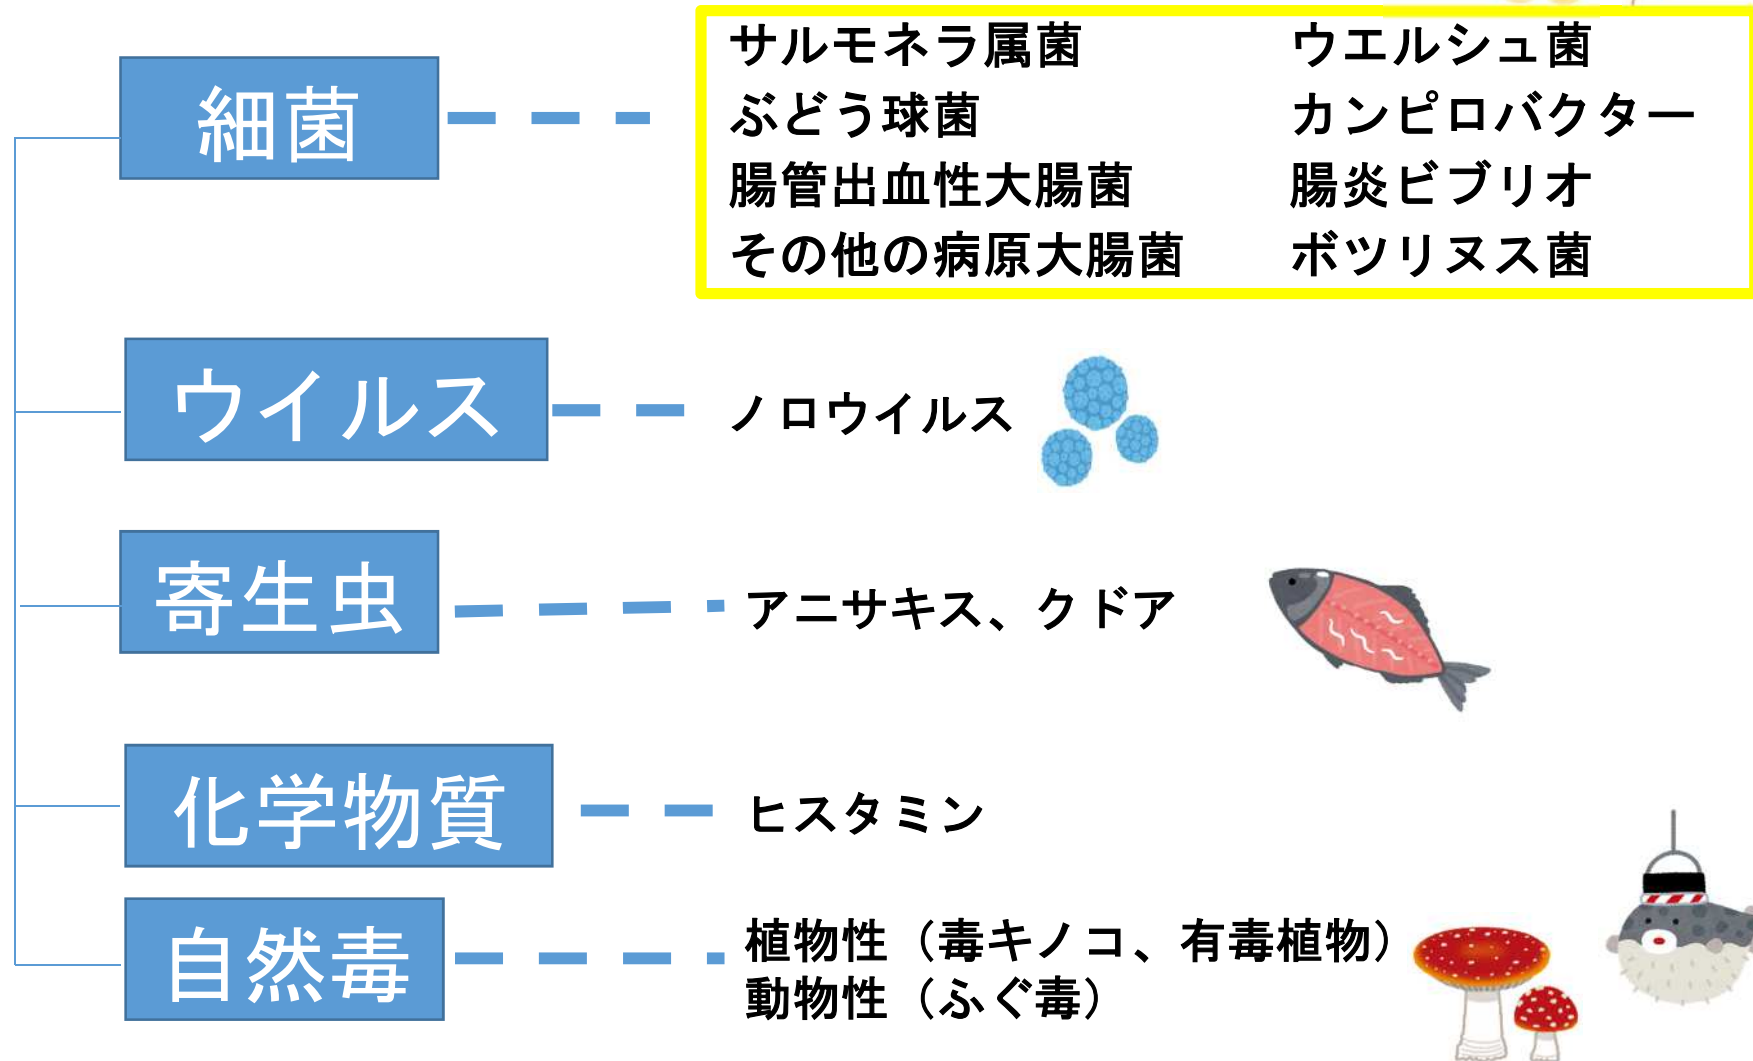 細菌
サルモネラ属菌 ウエルシュ菌
ぶどう球菌 カンピロバクター
腸管出血性大腸菌 腸炎ビブリオ
その他の病原大腸菌 ボツリヌス菌
ウイルス
ノロウイルス
寄生虫
アニサキス、クドア
化学物質
ヒスタミン
自然毒
植物性（毒キノコ、有毒植物）
動物性（ふぐ毒）